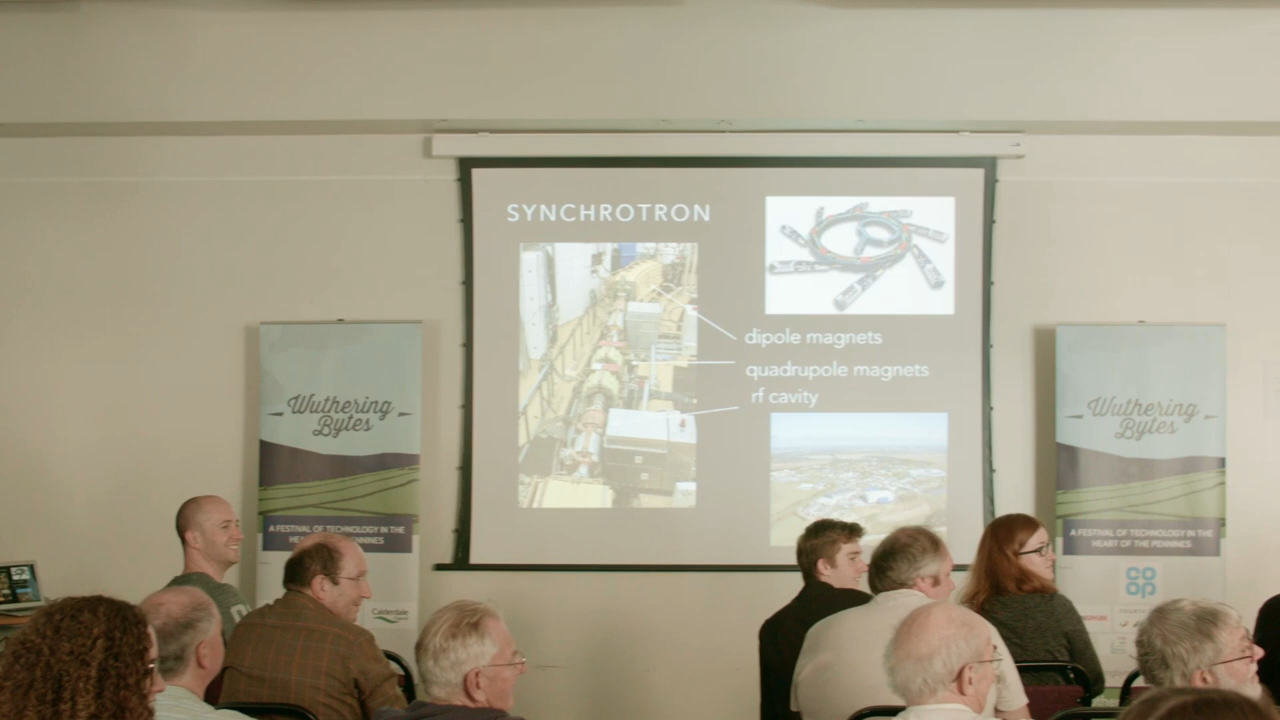 SYNCHROTRON
dipole magnets
quadrupole magnets
rf cavity
Wuthering
Bytes
A FESTIVAL OF TECHNOLOGY IN THE
HEART OF THE PENNINES
Calderdale
Wuthering
Bytes
A FESTIVAL OF TECHNOLOGY IN THE
HEART OF THE PENNINES
CO
OP